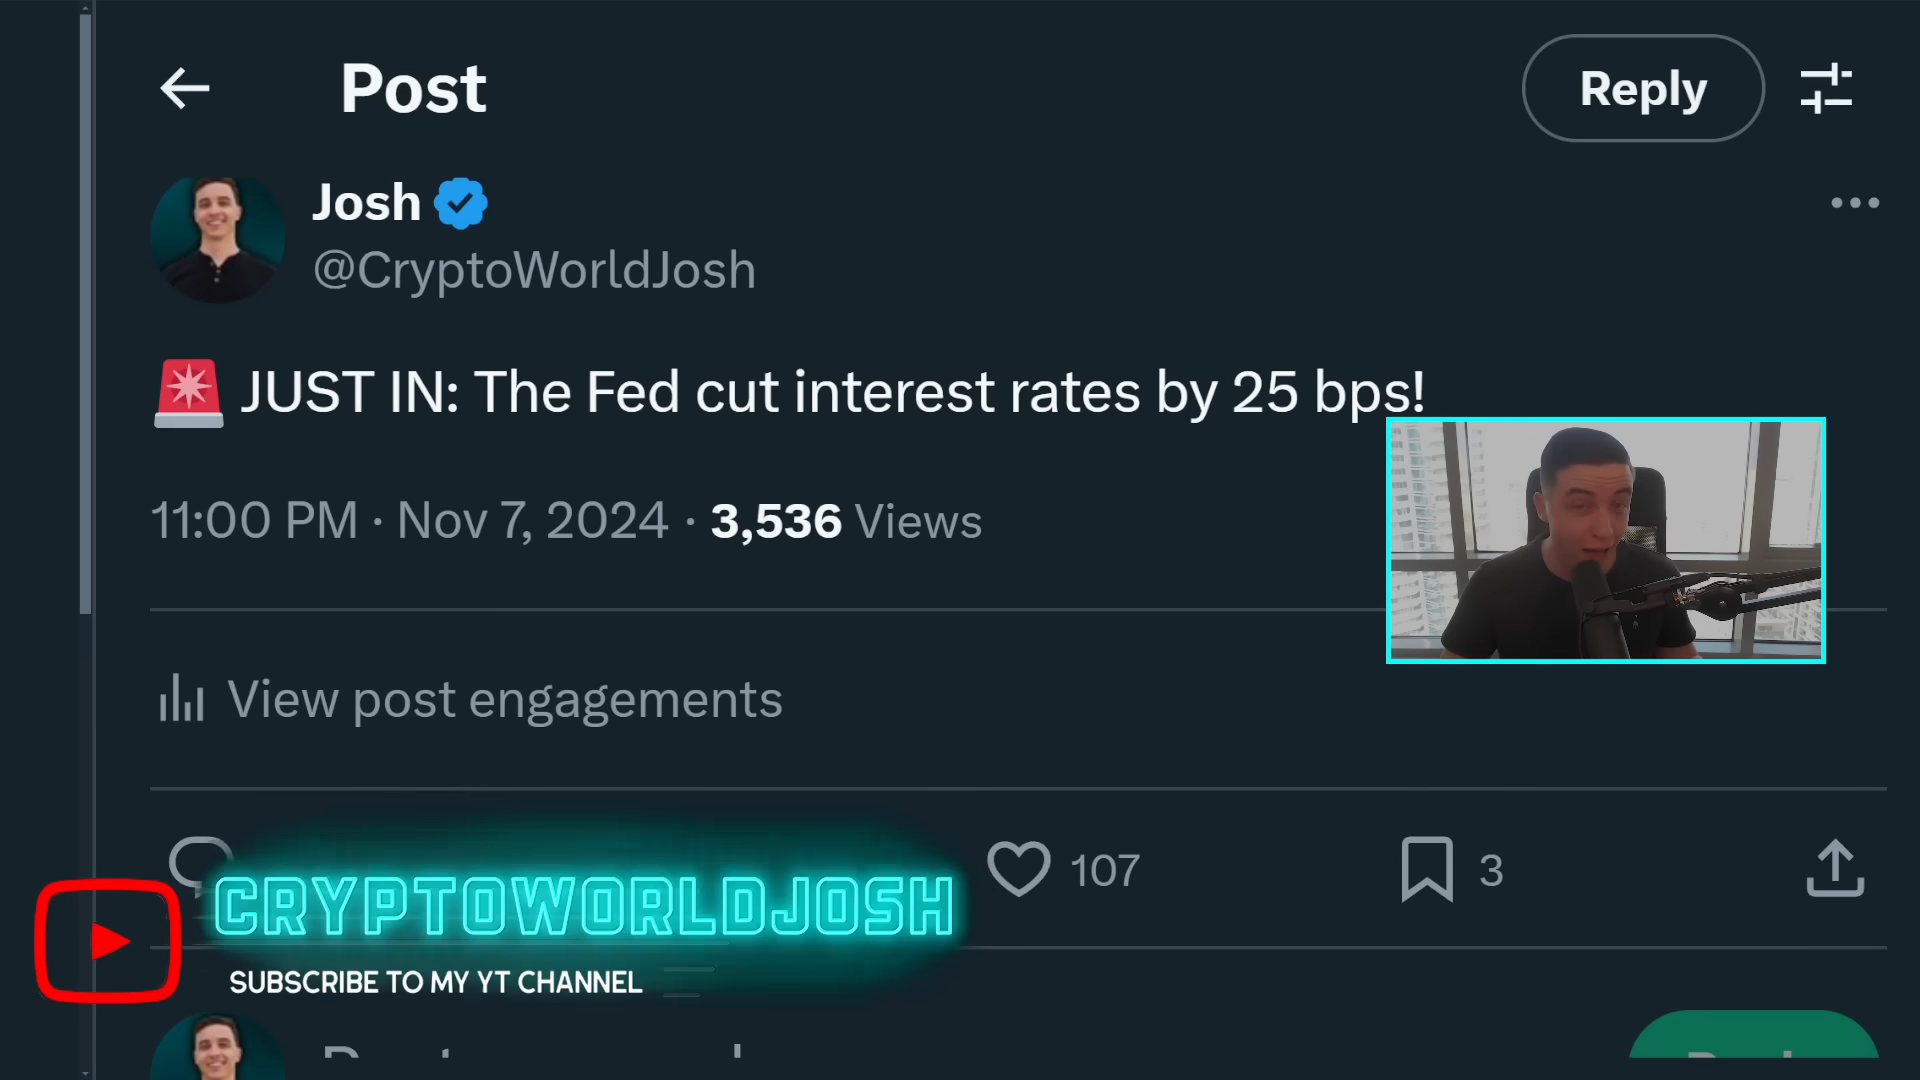 Post
Reply
Josh
@CryptoWorldJosh
🚨 JUST IN: The Fed cut interest rates by 25 bps!
11:00 PM · Nov 7, 2024 · 3,536 Views
View post engagements
107
3
CRYPTOWORLDJOSH
SUBSCRIBE TO MY YT CHANNEL